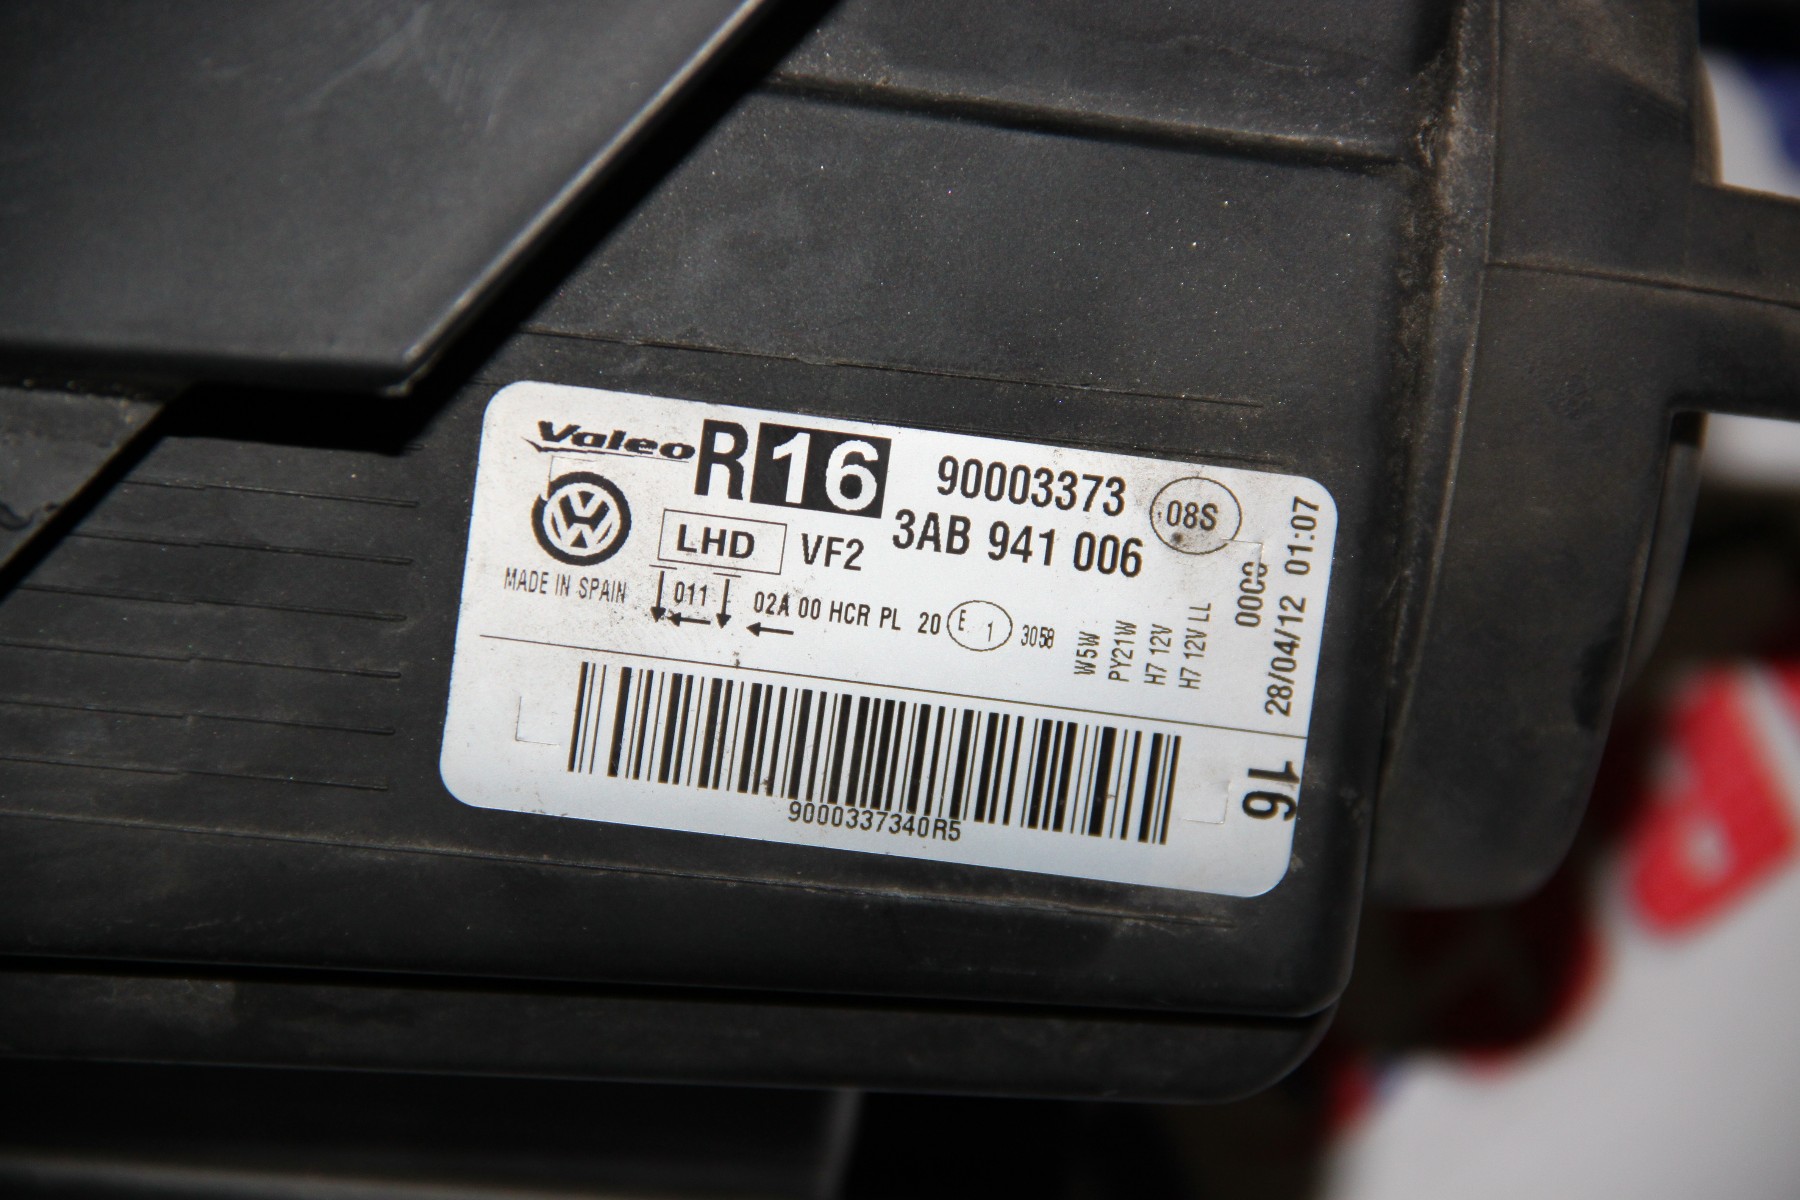 Valeo R 16 90003373 08S
LHD VF2 3AB 941 006
MADE IN SPAIN
011 02A 00 HCR PL 20 E 1 3058
W5W
PY21W
H7 12V
H7 12V LL
28/04/12 01:07
16
9000337340R5